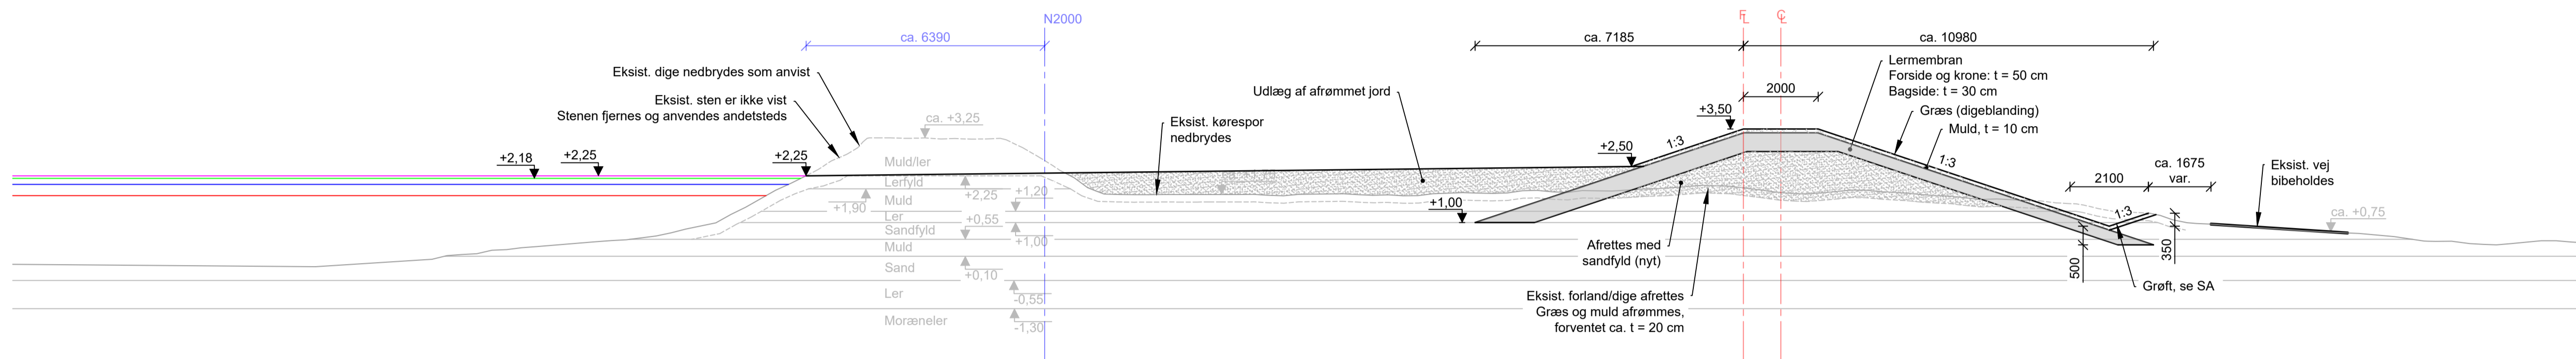 N2000
FL
CL
ca. 6390
ca. 7185
ca. 10980
Eksist. dige nedbrydes som anvist
Eksist. sten er ikke vist
Stenen fjernes og anvendes andetsteds
ca. +3,25
Udlæg af afrømmet jord
Eksist. kørespor
nedbrydes
2000
+3,50
1:3
Lermembran
Forside og krone: t = 50 cm
Bagside: t = 30 cm
Græs (digeblanding)
Muld, t = 10 cm
1:3
+2,18
+2,25
+2,25
+2,50
ca. 1675
var.
2100
Eksist. vej
bibeholdes
Muld/ler
Lerfyld
Muld
Ler
Sandfyld
Muld
Sand
Ler
Moræneler
+1,90
+2,25
+1,20
+0,55
+1,00
+0,10
-0,55
-1,30
+1,00
1:3
ca. +0,75
Afrettes med
sandfyld (nyt)
Eksist. forland/dige afrettes
Græs og muld afrømmes,
forventet ca. t = 20 cm
500
350
Grøft, se SA